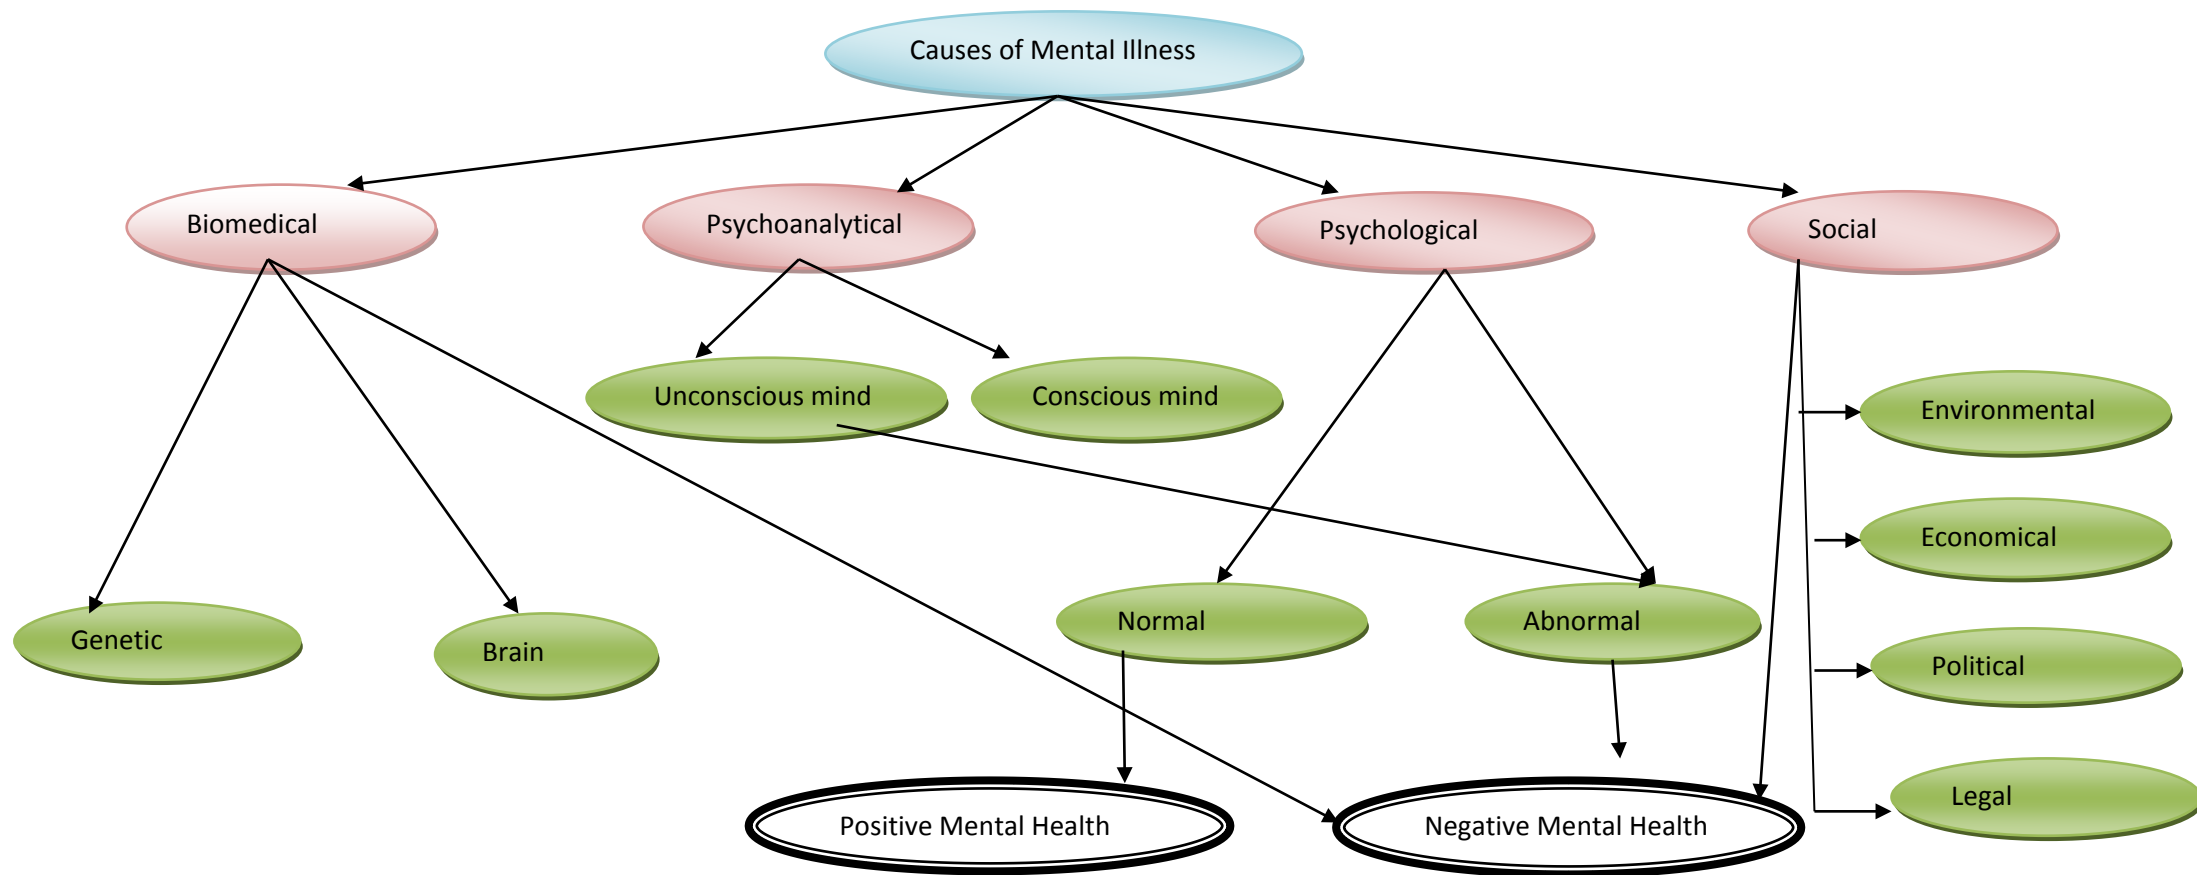 Causes of Mental Illness
Biomedical
Psychoanalytical
Psychological
Social
Unconscious mind
Conscious mind
Environmental
Economical
Genetic
Brain
Normal
Abnormal
Political
Legal
Positive Mental Health
Negative Mental Health